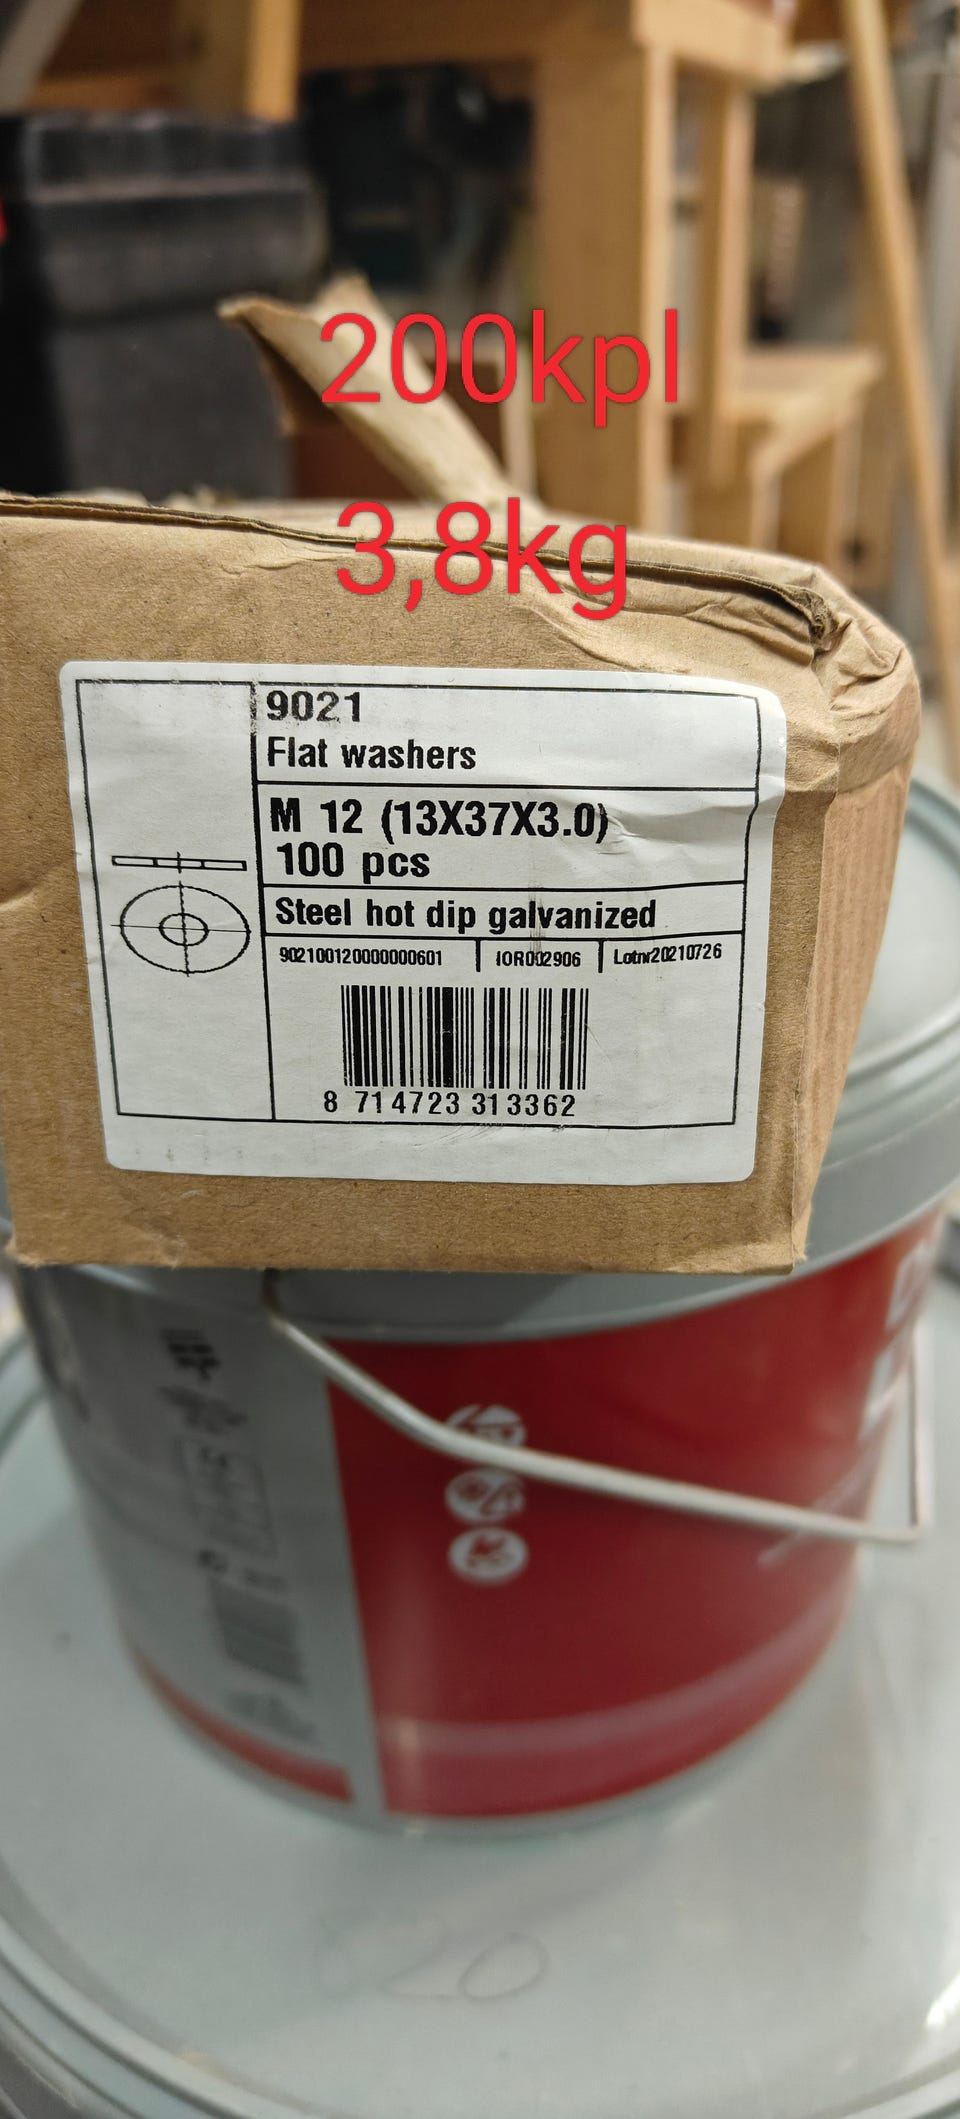 200kpl
3,8kg
9021
Flat washers
M 12 (13X37X3.0)
100 pcs
Steel hot dip galvanized
902100120000000601 IOR002906 Lotnr20210726
8 714723 313362